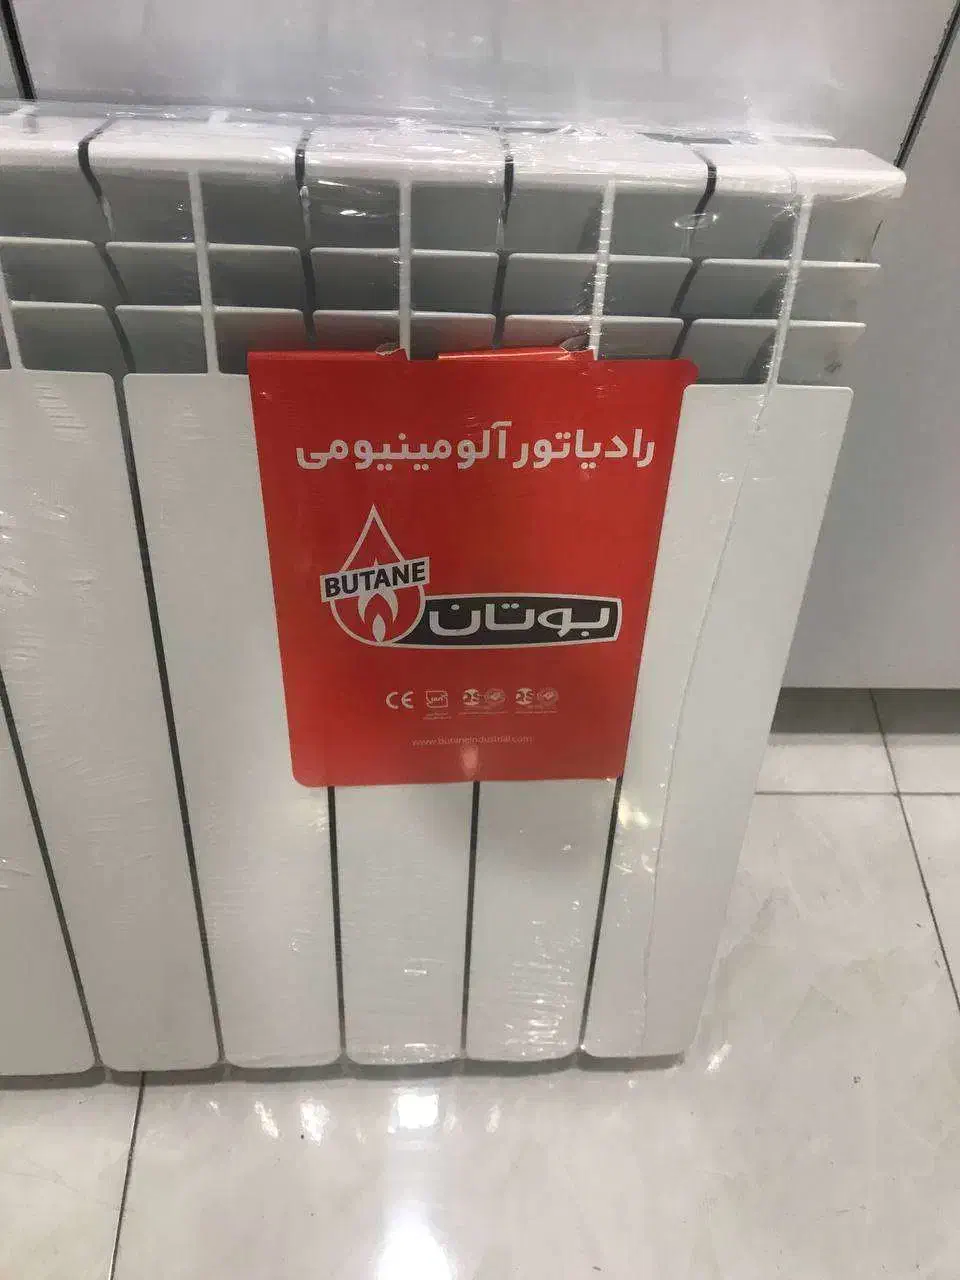 رادیاتور آلومینیومی
BUTANE
بوتان
CE
www.butaneindustrial.com